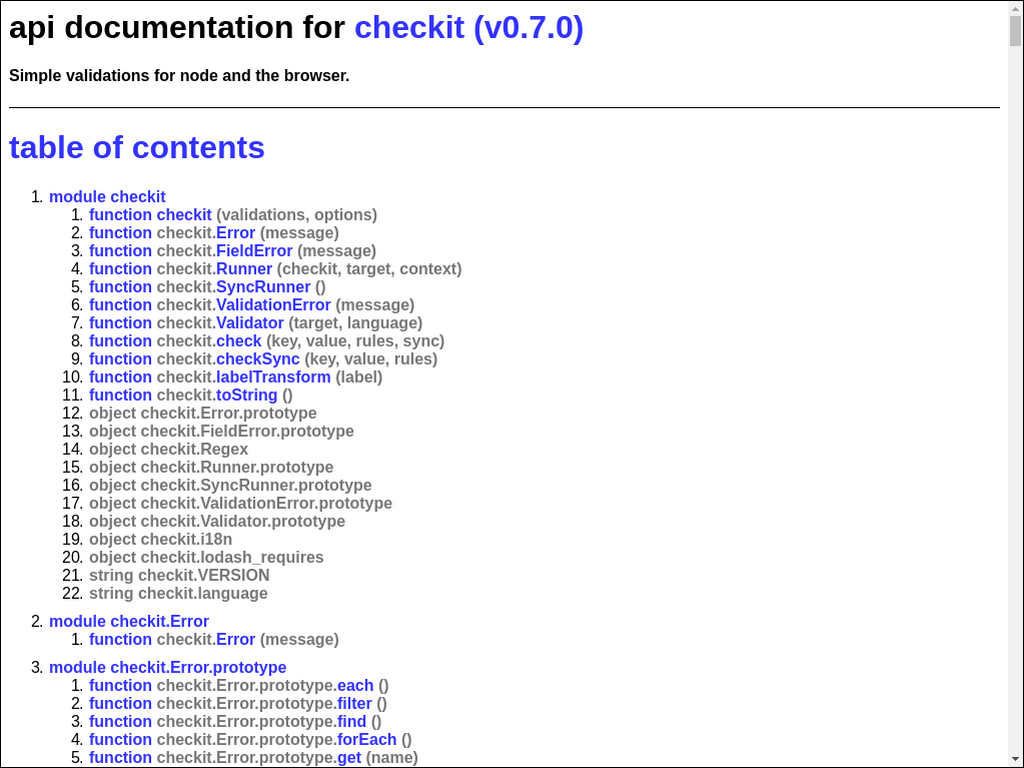 api documentation for checkit (v0.7.0)
Simple validations for node and the browser.
table of contents
1. module checkit
1. function checkit (validations, options)
2. function checkit.Error (message)
3. function checkit.FieldError (message)
4. function checkit.Runner (checkit, target, context)
5. function checkit.SyncRunner ()
6. function checkit.ValidationError (message)
7. function checkit.Validator (target, language)
8. function checkit.check (key, value, rules, sync)
9. function checkit.checkSync (key, value, rules)
10. function checkit.labelTransform (label)
11. function checkit.toString ()
12. object checkit.Error.prototype
13. object checkit.FieldError.prototype
14. object checkit.Regex
15. object checkit.Runner.prototype
16. object checkit.SyncRunner.prototype
17. object checkit.ValidationError.prototype
18. object checkit.Validator.prototype
19. object checkit.i18n
20. object checkit.lodash_requires
21. string checkit.VERSION
22. string checkit.language
2. module checkit.Error
1. function checkit.Error (message)
3. module checkit.Error.prototype
1. function checkit.Error.prototype.each ()
2. function checkit.Error.prototype.filter ()
3. function checkit.Error.prototype.find ()
4. function checkit.Error.prototype.forEach ()
5. function checkit.Error.prototype.get (name)